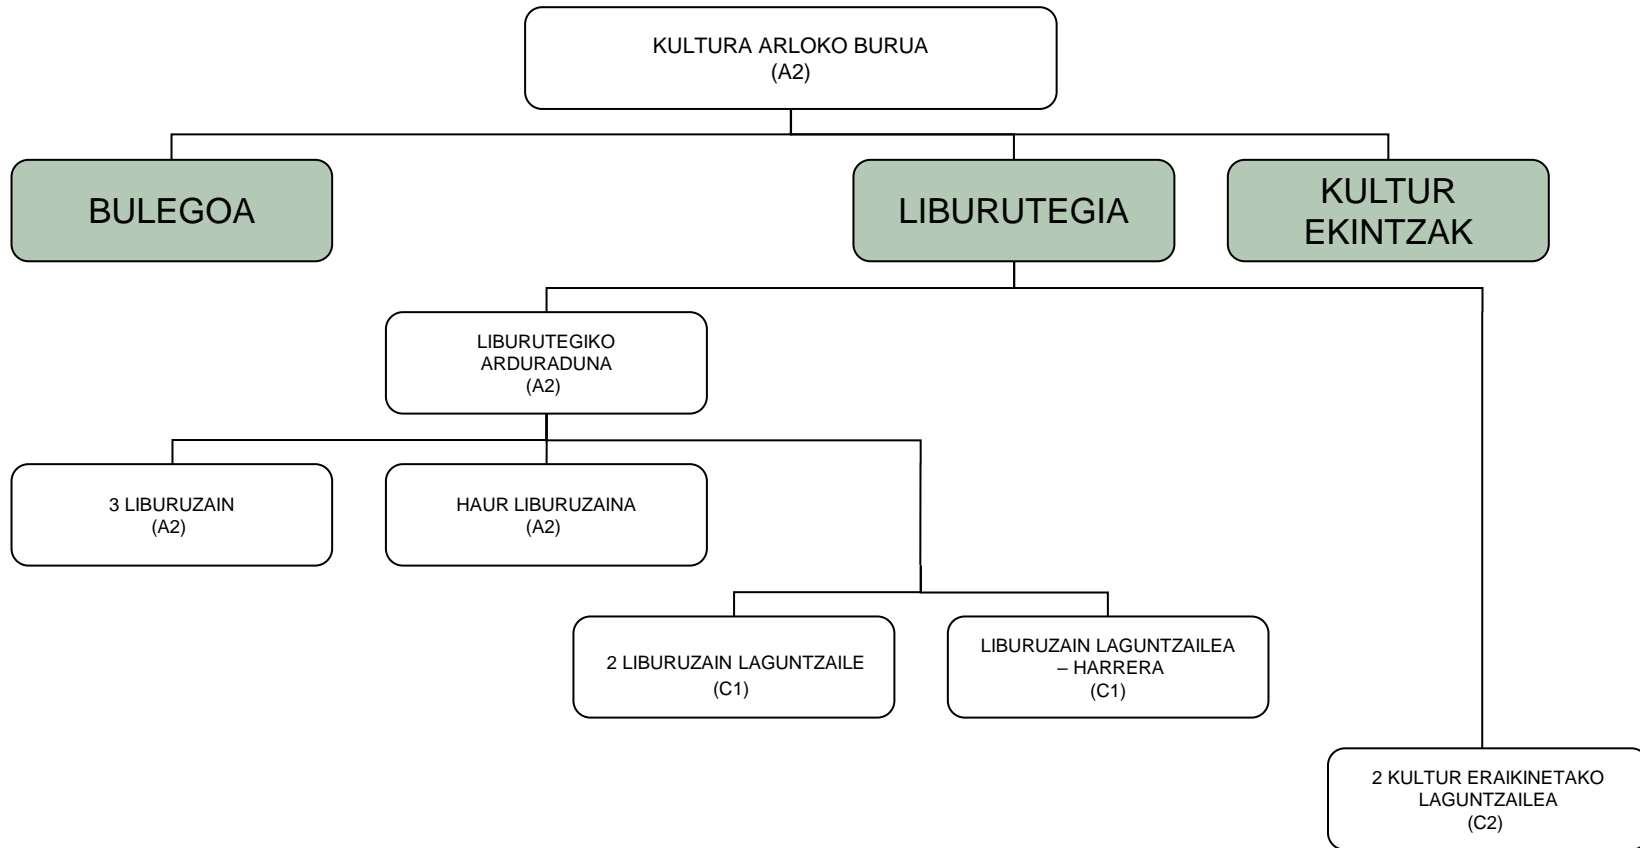 KULTURA ARLOKO BURUA
(A2)
BULEGOA
LIBURUTEGIA
KULTUR
EKINTZAK
LIBURUTEGIKO
ARDURADUNA
(A2)
3 LIBURUZAIN
(A2)
HAUR LIBURUZAINA
(A2)
2 LIBURUZAIN LAGUNTZAILE
(C1)
LIBURUZAIN LAGUNTZAILEA
– HARRERA
(C1)
2 KULTUR ERAIKINETAKO
LAGUNTZAILEA
(C2)